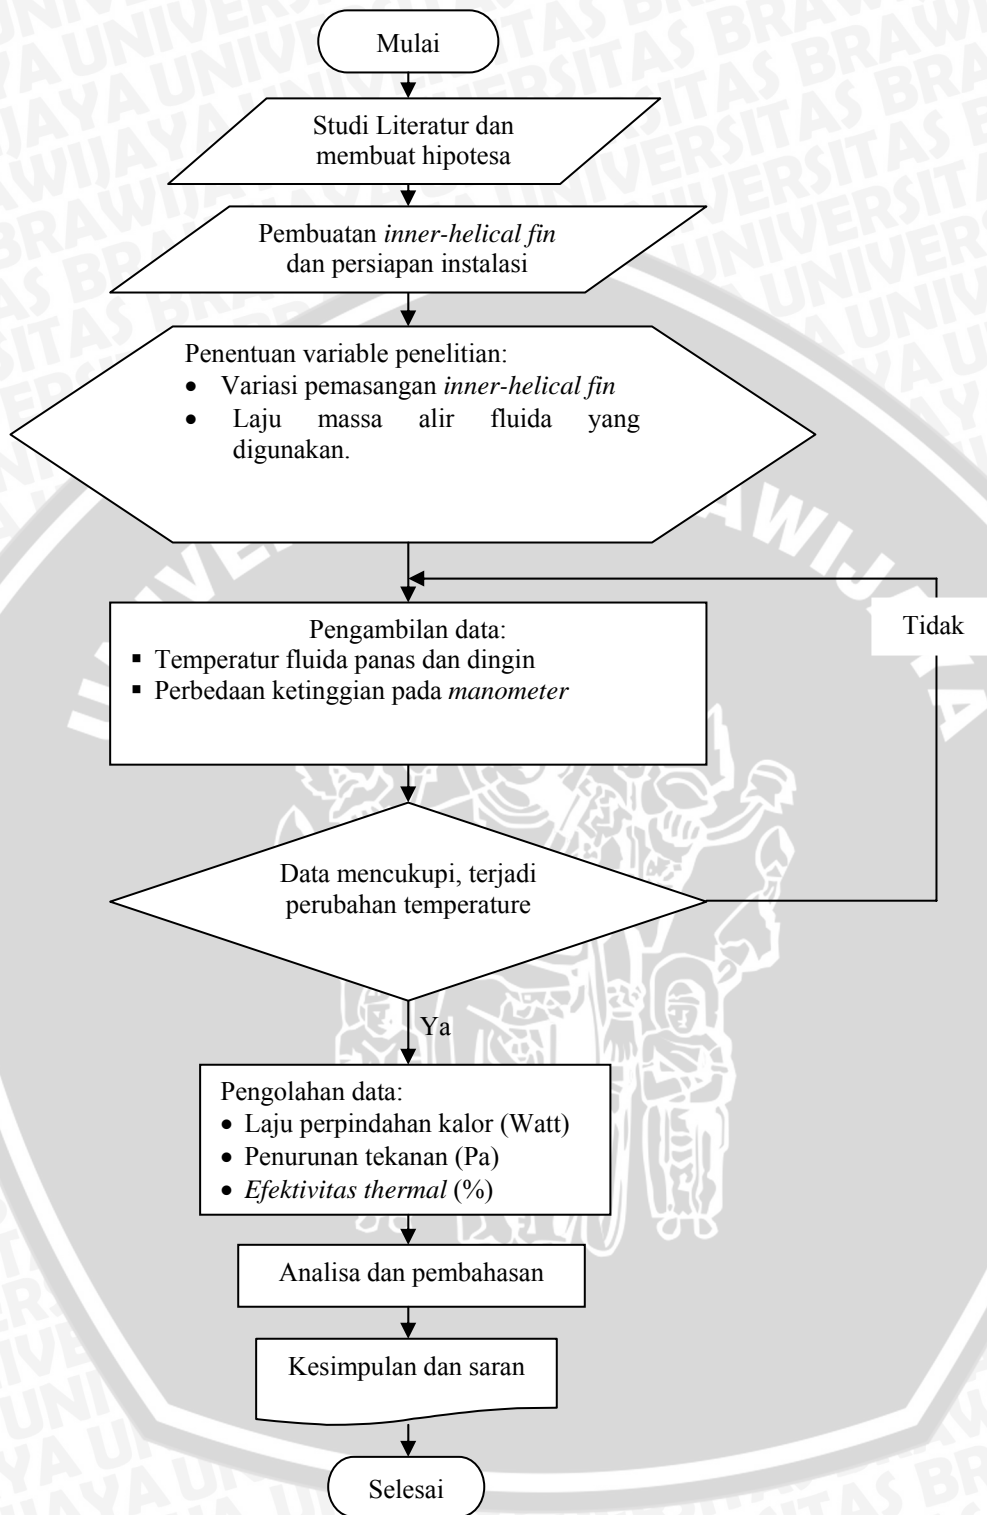 Mulai
Studi Literatur dan
membuat hipotesa
Pembuatan inner-helical fin
dan persiapan instalasi
Penentuan variable penelitian:
• Variasi pemasangan inner-helical fin
• Laju massa alir fluida yang
digunakan.
Tidak
Pengambilan data:
▪ Temperatur fluida panas dan dingin
▪ Perbedaan ketinggian pada manometer
Data mencukupi, terjadi
perubahan temperature
Ya
Pengolahan data:
• Laju perpindahan kalor (Watt)
• Penurunan tekanan (Pa)
• Efektivitas thermal (%)
Analisa dan pembahasan
Kesimpulan dan saran
Selesai